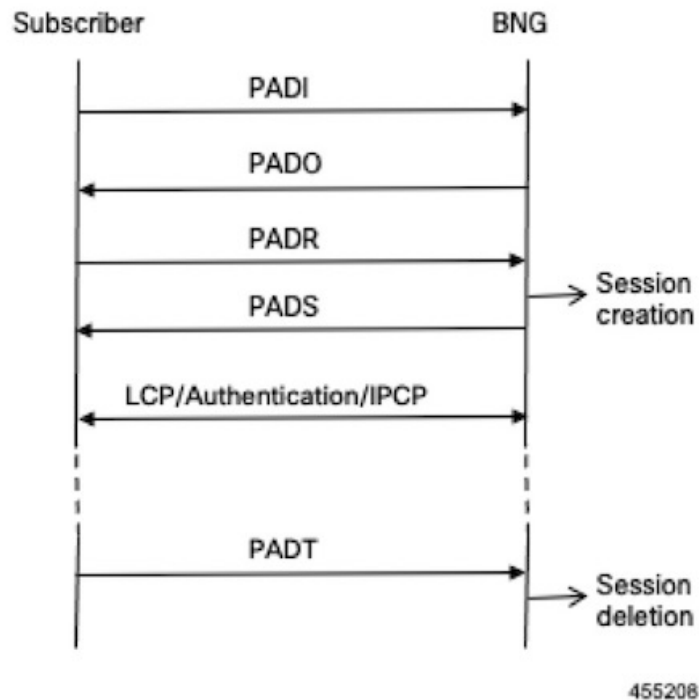 Subscriber
BNG
PADI
PADO
PADR
Session
creation
PADS
LCP/Authentication/IPCP
PADT
Session
deletion
455208